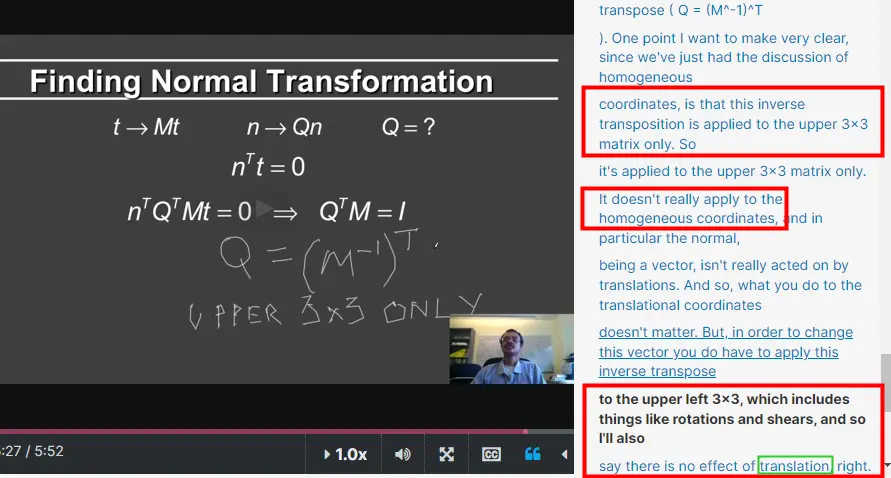 Finding Normal Transformation
t → Mt n → Qn Q = ?
nᵀt = 0
nᵀQᵀMt = 0 ⇒ QᵀM = I
Q = (M⁻¹)ᵀ
UPPER 3x3 ONLY
:27 / 5:52
1.0x
CC
transpose ( Q = (M^-1)^T
). One point I want to make very clear,
since we've just had the discussion of
homogeneous
coordinates, is that this inverse
transposition is applied to the upper 3×3
matrix only. So
it's applied to the upper 3×3 matrix only.
It doesn't really apply to the
homogeneous coordinates, and in
particular the normal,
being a vector, isn't really acted on by
translations. And so, what you do to the
translational coordinates
doesn't matter. But, in order to change
this vector you do have to apply this
inverse transpose
to the upper left 3×3, which includes
things like rotations and shears, and so
I'll also
say there is no effect of translation, right.